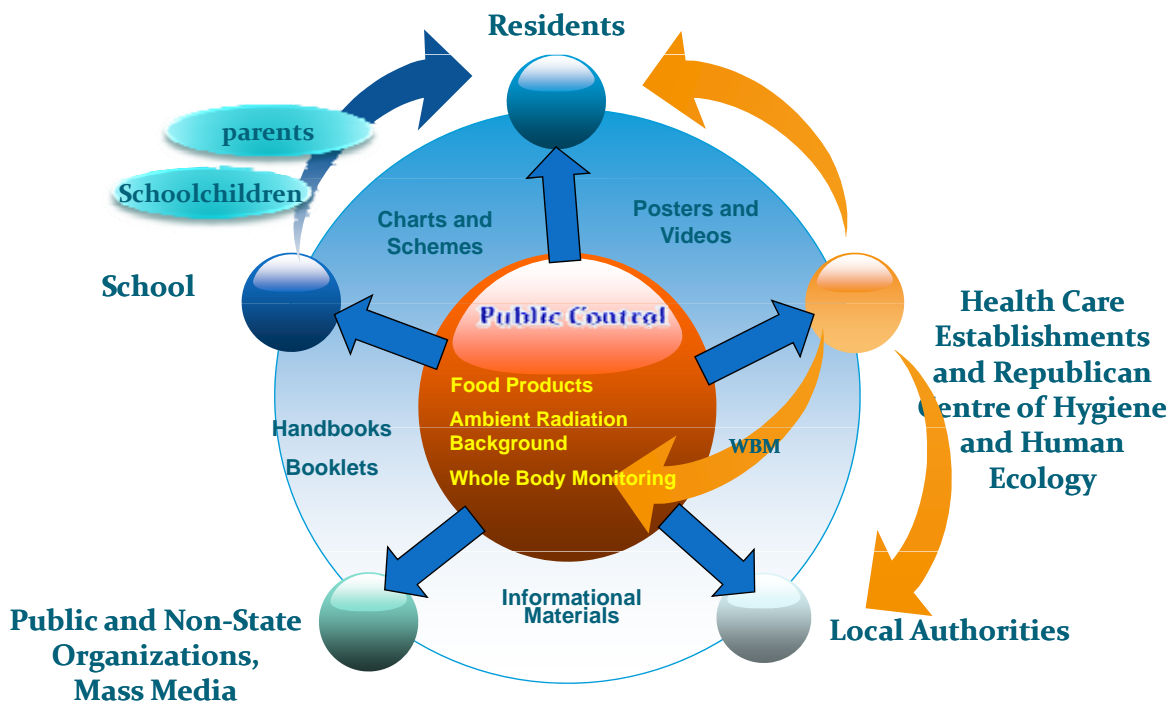 Residents
parents
Schoolchildren
Charts and
Schemes
Posters and
Videos
School
Public Control
Health Care
Establishments
and Republican
Centre of Hygiene
and Human
Ecology
Food Products
Ambient Radiation
Background
Whole Body Monitoring
WBM
Handbooks
Booklets
Informational
Materials
Public and Non-State
Organizations,
Mass Media
Local Authorities